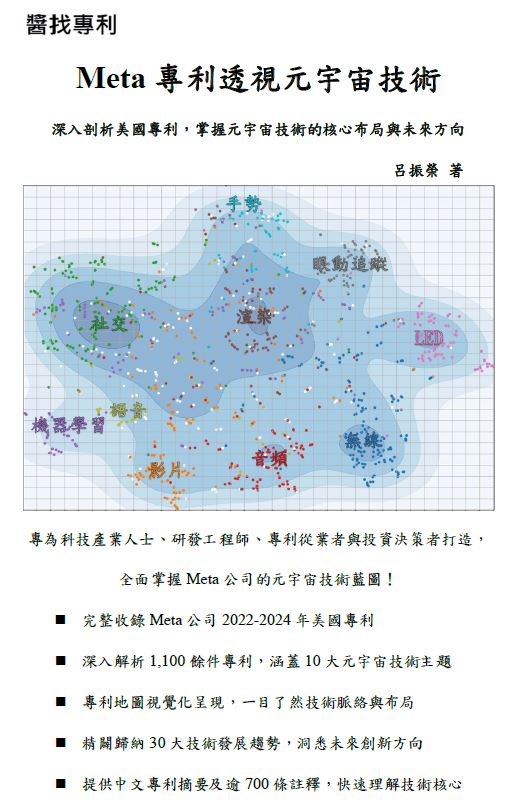 醬找專利
Meta 專利透視元宇宙技術
深入剖析美國專利，掌握元宇宙技術的核心布局與未來方向
呂振榮 著
手勢
眼動追蹤
社交
渲染
LED
語音
機器學習
無線
音頻
影片
專為科技產業人士、研發工程師、專利從業者與投資決策者打造，
全面掌握 Meta 公司的元宇宙技術藍圖！
■ 完整收錄 Meta 公司 2022-2024 年美國專利
■ 深入解析 1,100 餘件專利，涵蓋 10 大元宇宙技術主題
■ 專利地圖視覺化呈現，一目了然技術脈絡與布局
■ 精闢歸納 30 大技術發展趨勢，洞悉未來創新方向
■ 提供中文專利摘要及逾 700 條註釋，快速理解技術核心